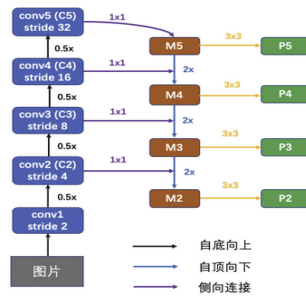 conv5 (C5)
stride 32
1x1
M5
3x3
P5
0.5x
2x
conv4 (C4)
stride 16
1x1
M4
3x3
P4
0.5x
2x
conv3 (C3)
stride 8
1x1
M3
3x3
P3
0.5x
2x
conv2 (C2)
stride 4
1x1
M2
3x3
P2
0.5x
conv1
stride 2
图片
自底向上
自顶向下
侧向连接